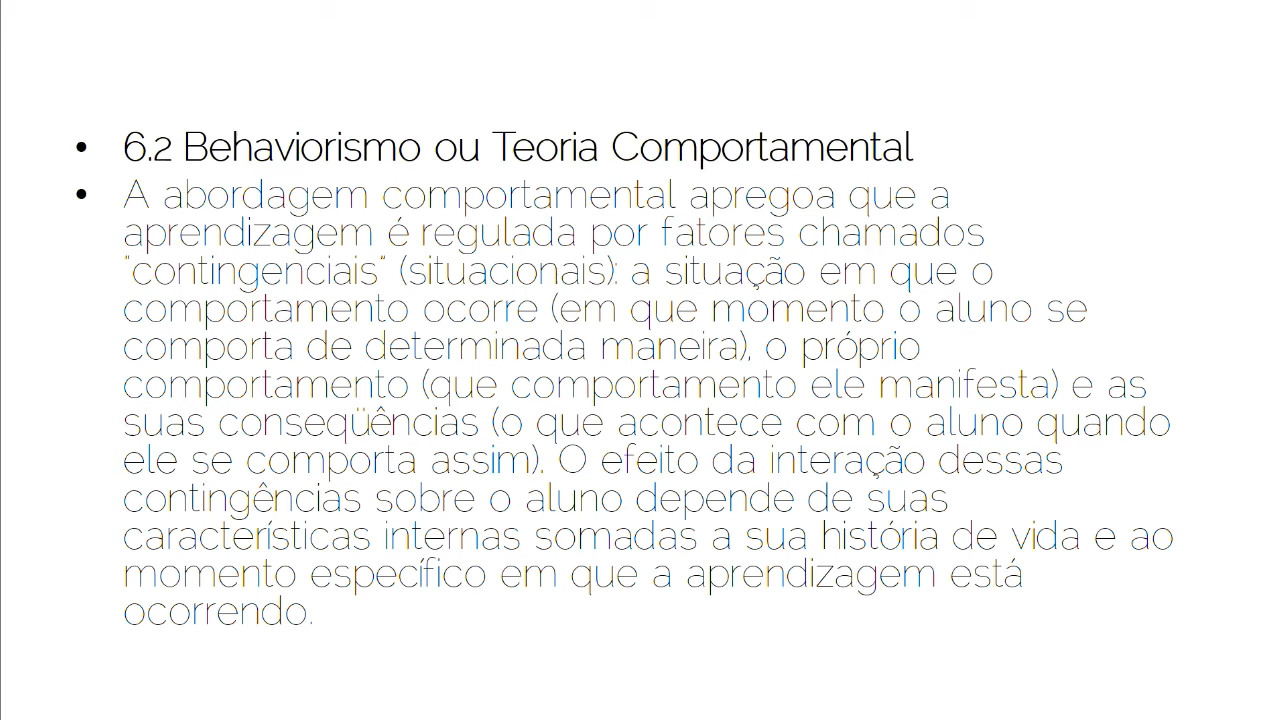 • 6.2 Behaviorismo ou Teoria Comportamental
• A abordagem comportamental apregoa que a
aprendizagem é regulada por fatores chamados
"contingenciais" (situacionais): a situação em que o
comportamento ocorre (em que momento o aluno se
comporta de determinada maneira), o próprio
comportamento (que comportamento ele manifesta) e as
suas conseqüências (o que acontece com o aluno quando
ele se comporta assim). O efeito da interação dessas
contingências sobre o aluno depende de suas
características internas somadas a sua história de vida e ao
momento específico em que a aprendizagem está
ocorrendo.